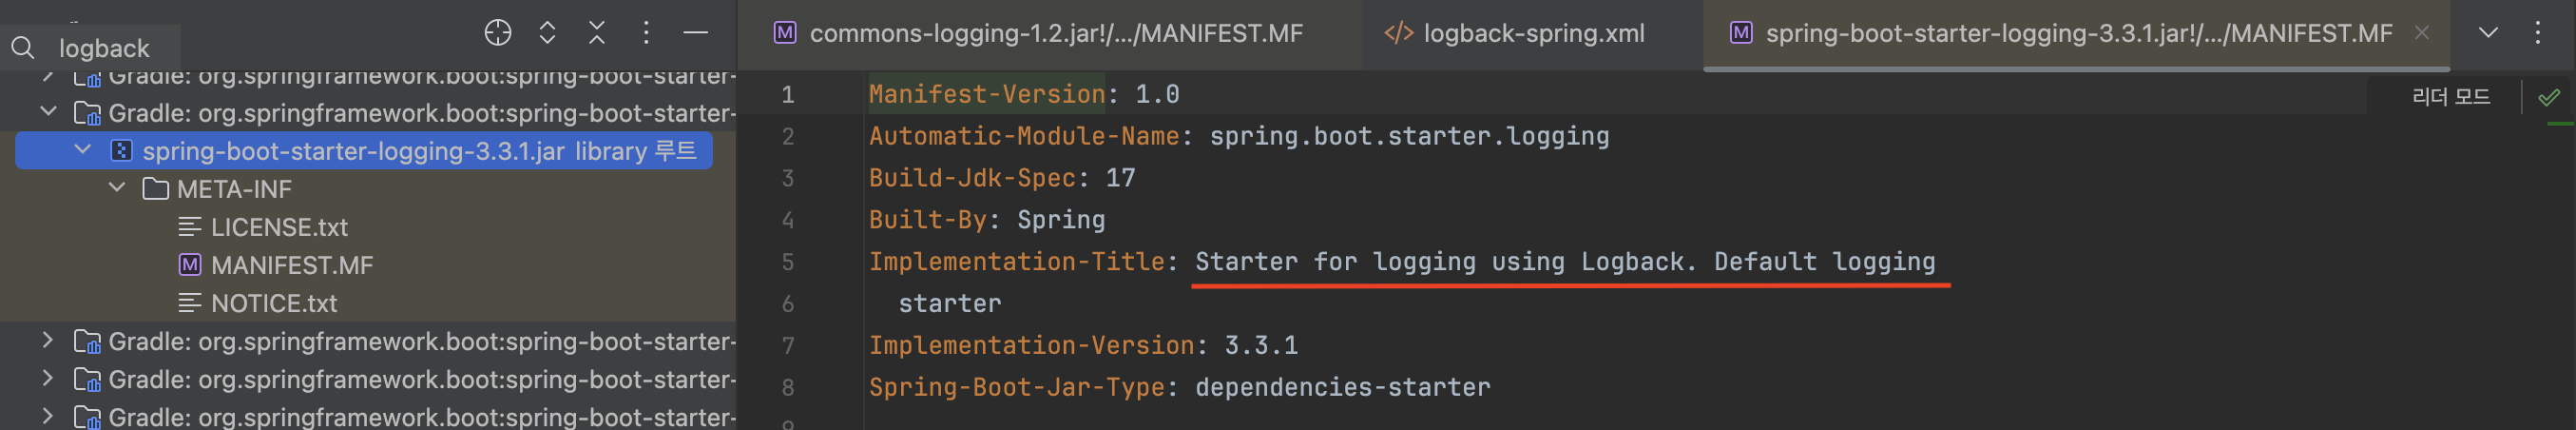 logback
Gradle: org.springframework.boot:spring-boot-starter-
Gradle: org.springframework.boot:spring-boot-starter-
spring-boot-starter-logging-3.3.1.jar library 루트
META-INF
LICENSE.txt
MANIFEST.MF
NOTICE.txt
Gradle: org.springframework.boot:spring-boot-starter-
Gradle: org.springframework.boot:spring-boot-starter-
Gradle: org.springframework.boot:spring-boot-starter-
commons-logging-1.2.jar!/.../MANIFEST.MF
logback-spring.xml
spring-boot-starter-logging-3.3.1.jar!/.../MANIFEST.MF
리더 모드
1 Manifest-Version: 1.0
2 Automatic-Module-Name: spring.boot.starter.logging
3 Build-Jdk-Spec: 17
4 Built-By: Spring
5 Implementation-Title: Starter for logging using Logback. Default logging
6 starter
7 Implementation-Version: 3.3.1
8 Spring-Boot-Jar-Type: dependencies-starter
9